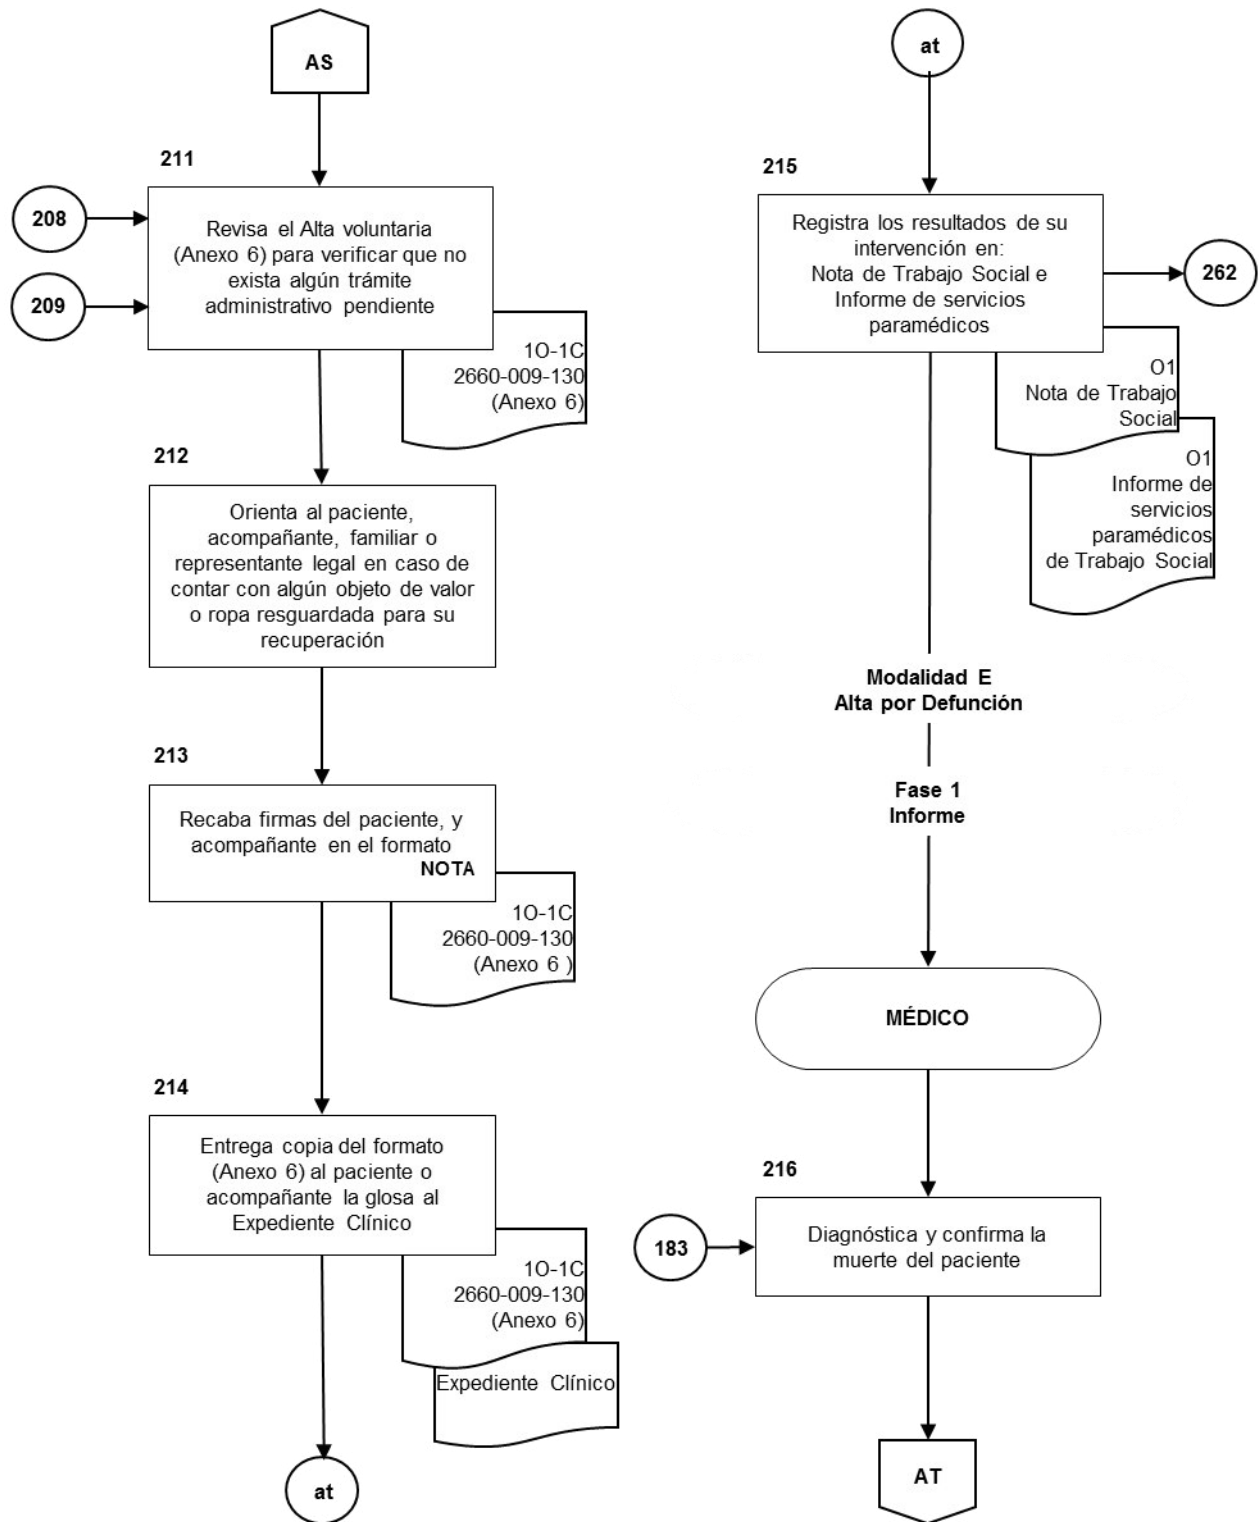 AS
211
208
209
Revisa el Alta voluntaria
(Anexo 6) para verificar que no
exista algún trámite
administrativo pendiente
1O-1C
2660-009-130
(Anexo 6)
212
Orienta al paciente,
acompañante, familiar o
representante legal en caso de
contar con algún objeto de valor
o ropa resguardada para su
recuperación
213
Recaba firmas del paciente, y
acompañante en el formato
NOTA
1O-1C
2660-009-130
(Anexo 6 )
214
Entrega copia del formato
(Anexo 6) al paciente o
acompañante la glosa al
Expediente Clínico
1O-1C
2660-009-130
(Anexo 6)
Expediente Clínico
at
at
215
Registra los resultados de su
intervención en:
Nota de Trabajo Social e
Informe de servicios
paramédicos
262
O1
Nota de Trabajo
Social
O1
Informe de
servicios
paramédicos
de Trabajo Social
Modalidad E
Alta por Defunción
Fase 1
Informe
MÉDICO
216
183
Diagnóstica y confirma la
muerte del paciente
AT